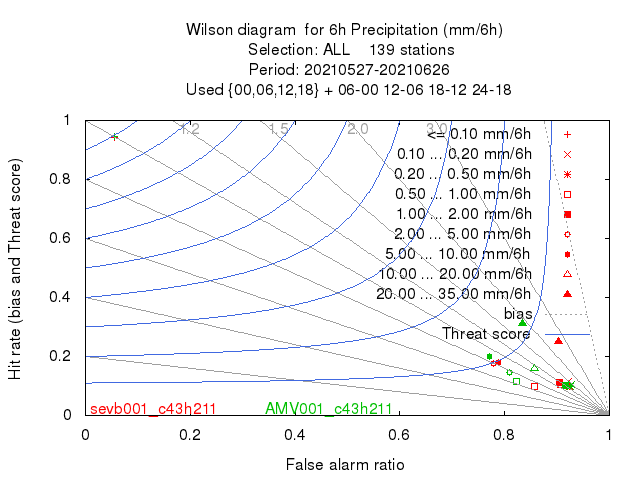 Wilson diagram for 6h Precipitation (mm/6h)
Selection: ALL 139 stations
Period: 20210527-20210626
Used {00,06,12,18} + 06-00 12-06 18-12 24-18
Hit rate (bias and Threat score)
1
0.8
0.6
0.4
0.2
0
1.2 1.5 2.0 3.0
<= 0.10 mm/6h
0.10 ... 0.20 mm/6h
0.20 ... 0.50 mm/6h
0.50 ... 1.00 mm/6h
1.00 ... 2.00 mm/6h
2.00 ... 5.00 mm/6h
5.00 ... 10.00 mm/6h
10.00 ... 20.00 mm/6h
20.00 ... 35.00 mm/6h
bias
Threat score
sevb001_c43h211 AMV001_c43h211
0 0.2 0.4 0.6 0.8 1
False alarm ratio